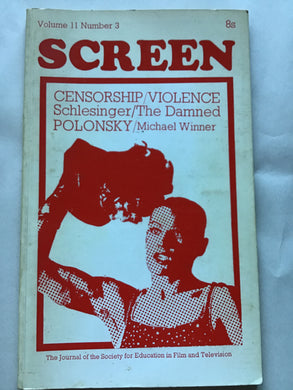 Volume 11 Number 3
8s
SCREEN
CENSORSHIP/VIOLENCE
Schlesinger/The Damned
POLONSKY/Michael Winner
The Journal of the Society for Education in Film and Television